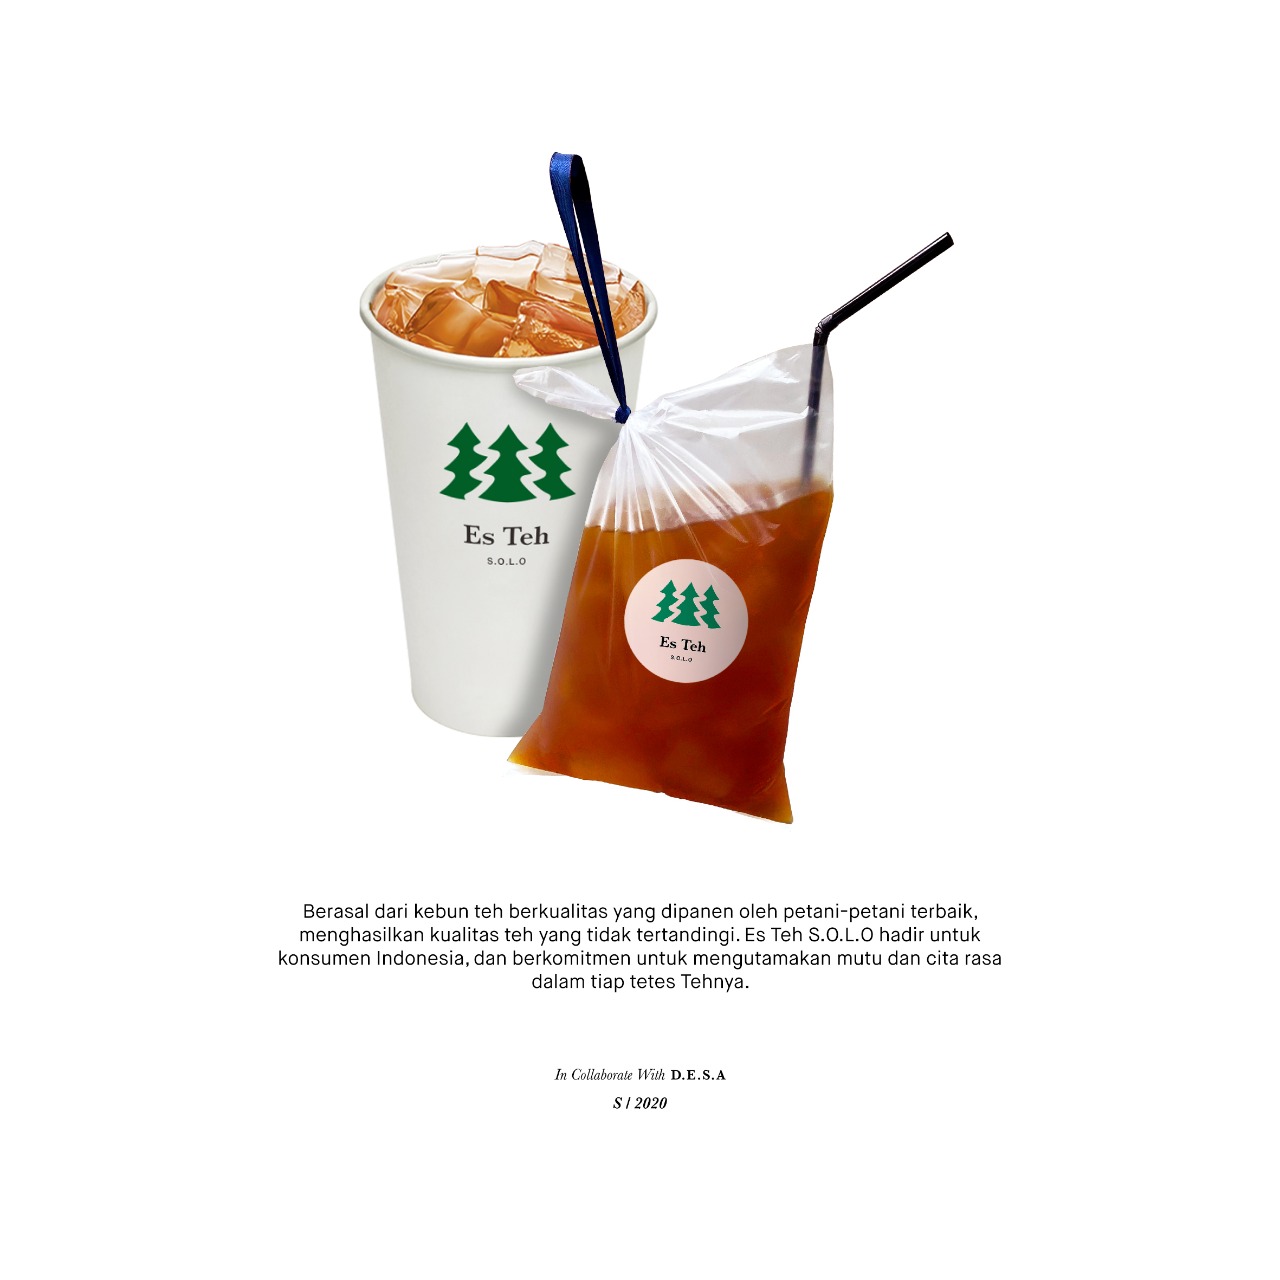 Es Teh
S.O.L.O
Es Teh
S.O.L.O
Berasal dari kebun teh berkualitas yang dipanen oleh petani-petani terbaik,
menghasilkan kualitas teh yang tidak tertandingi. Es Teh S.O.L.O hadir untuk
konsumen Indonesia, dan berkomitmen untuk mengutamakan mutu dan cita rasa
dalam tiap tetes Tehnya.
In Collaborate With D.E.S.A
S / 2020